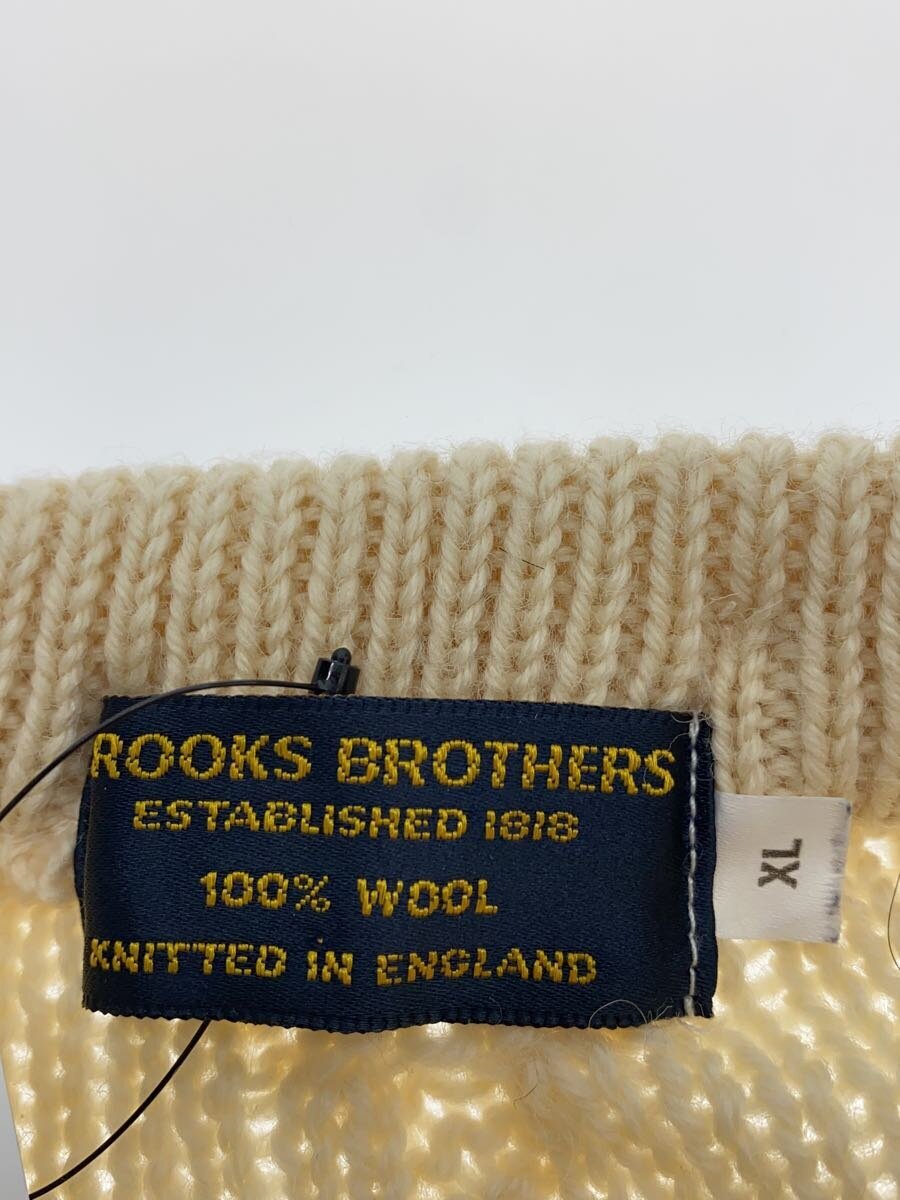 ROOKS BROTHERS
ESTABLISHED 1818
100% WOOL
KNITTED IN ENGLAND
XL